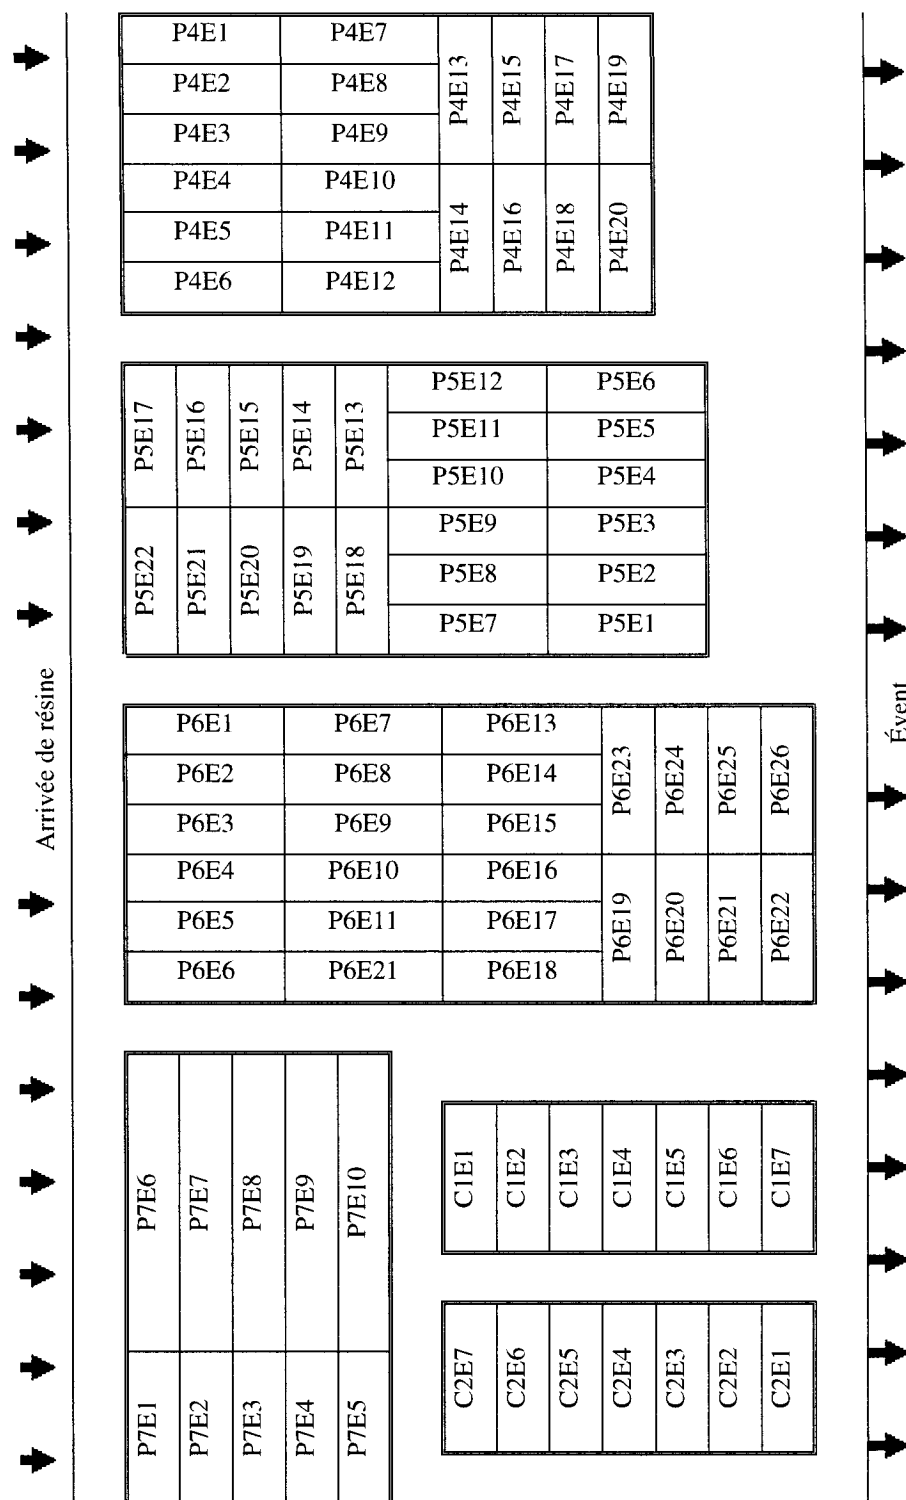 P4E1 P4E7 P4E13 P4E15 P4E17 P4E19
P4E2 P4E8
P4E3 P4E9
P4E4 P4E10 P4E14 P4E16 P4E18 P4E20
P4E5 P4E11
P4E6 P4E12
P5E17 P5E16 P5E15 P5E14 P5E13 P5E12 P5E6
P5E11 P5E5
P5E10 P5E4
P5E22 P5E21 P5E20 P5E19 P5E18 P5E9 P5E3
P5E8 P5E2
P5E7 P5E1
Arrivée de résine
Évent
P6E1 P6E7 P6E13 P6E23 P6E24 P6E25 P6E26
P6E2 P6E8 P6E14
P6E3 P6E9 P6E15
P6E4 P6E10 P6E16 P6E19 P6E20 P6E21 P6E22
P6E5 P6E11 P6E17
P6E6 P6E21 P6E18
P7E6 P7E7 P7E8 P7E9 P7E10
C1E1 C1E2 C1E3 C1E4 C1E5 C1E6 C1E7
P7E1 P7E2 P7E3 P7E4 P7E5
C2E7 C2E6 C2E5 C2E4 C2E3 C2E2 C2E1